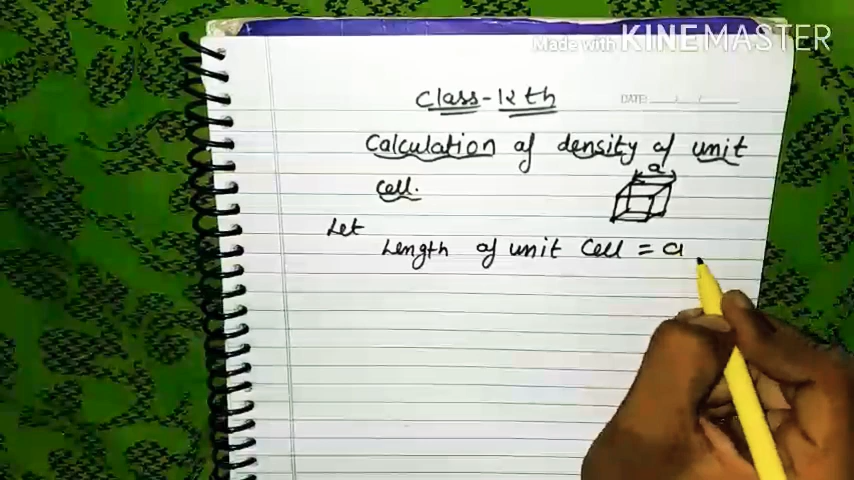 Made with KINEMASTER
Class-12th
DATE:
Calculation of density of unit
cell.
a
Let
Length of unit cell = a